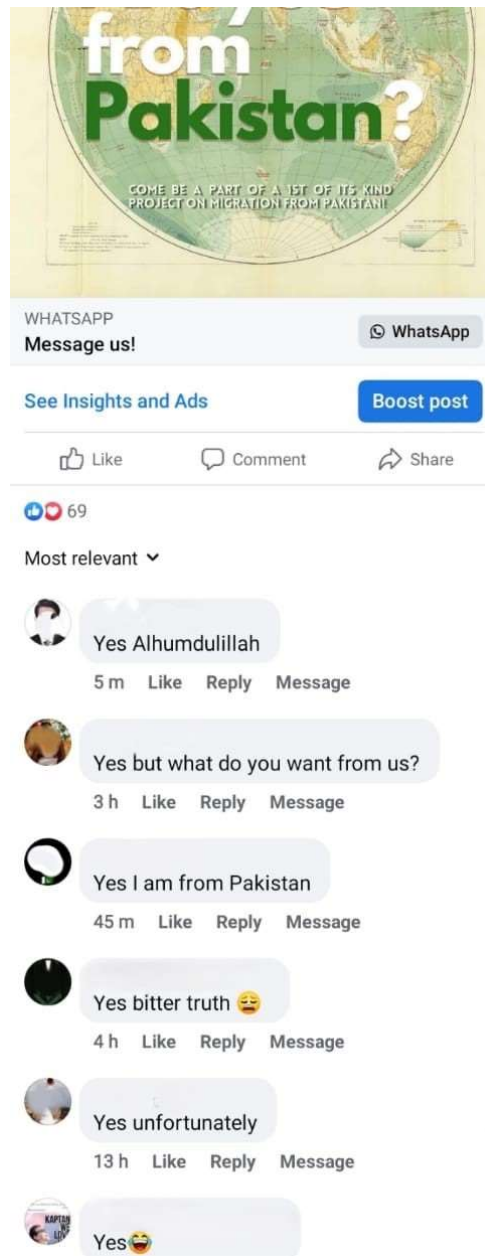 from
Pakistan?
COME BE A PART OF A 1ST OF ITS KIND
PROJECT ON MIGRATION FROM PAKISTAN!
WHATSAPP
Message us!
WhatsApp
See Insights and Ads
Boost post
Like Comment Share
69
Most relevant
Yes Alhumdulillah
5 m Like Reply Message
Yes but what do you want from us?
3 h Like Reply Message
Yes I am from Pakistan
45 m Like Reply Message
Yes bitter truth 😩
4 h Like Reply Message
Yes unfortunately
13 h Like Reply Message
KAPTAN
WE
Yes😂